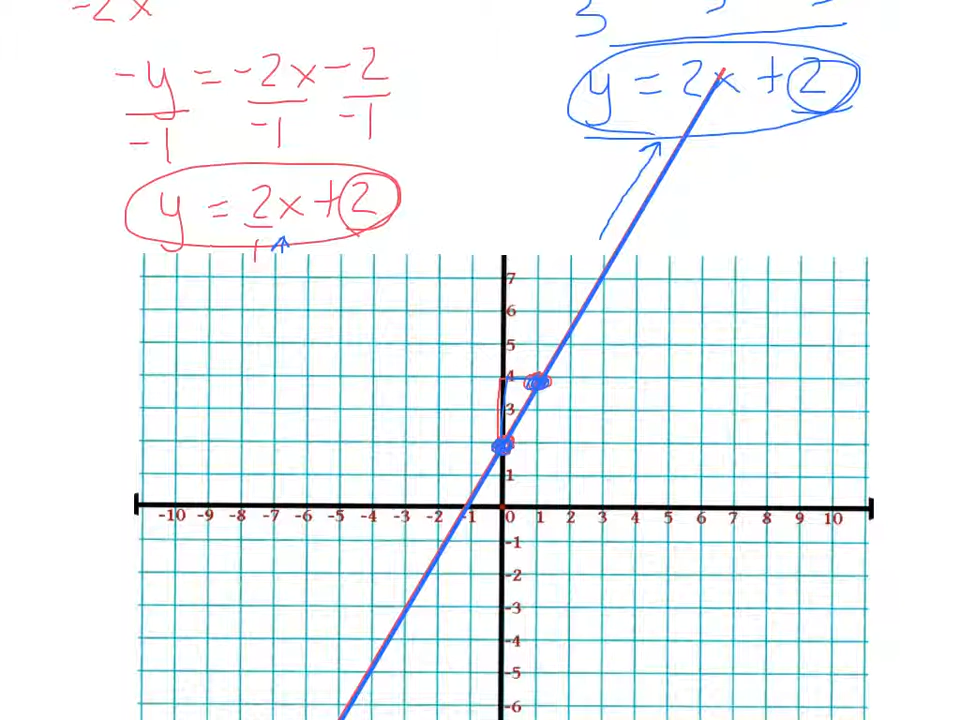 -2x
-y = -2x - 2
-1 -1 -1
y = 2x + 2
1
3
y = 2x + 2
7
6
5
4
3
1
-10 -9 -8 -7 -6 -5 -4 -3 -2 -1 0 1 2 3 4 5 6 7 8 9 10
-1
-2
-3
-4
-5
-6